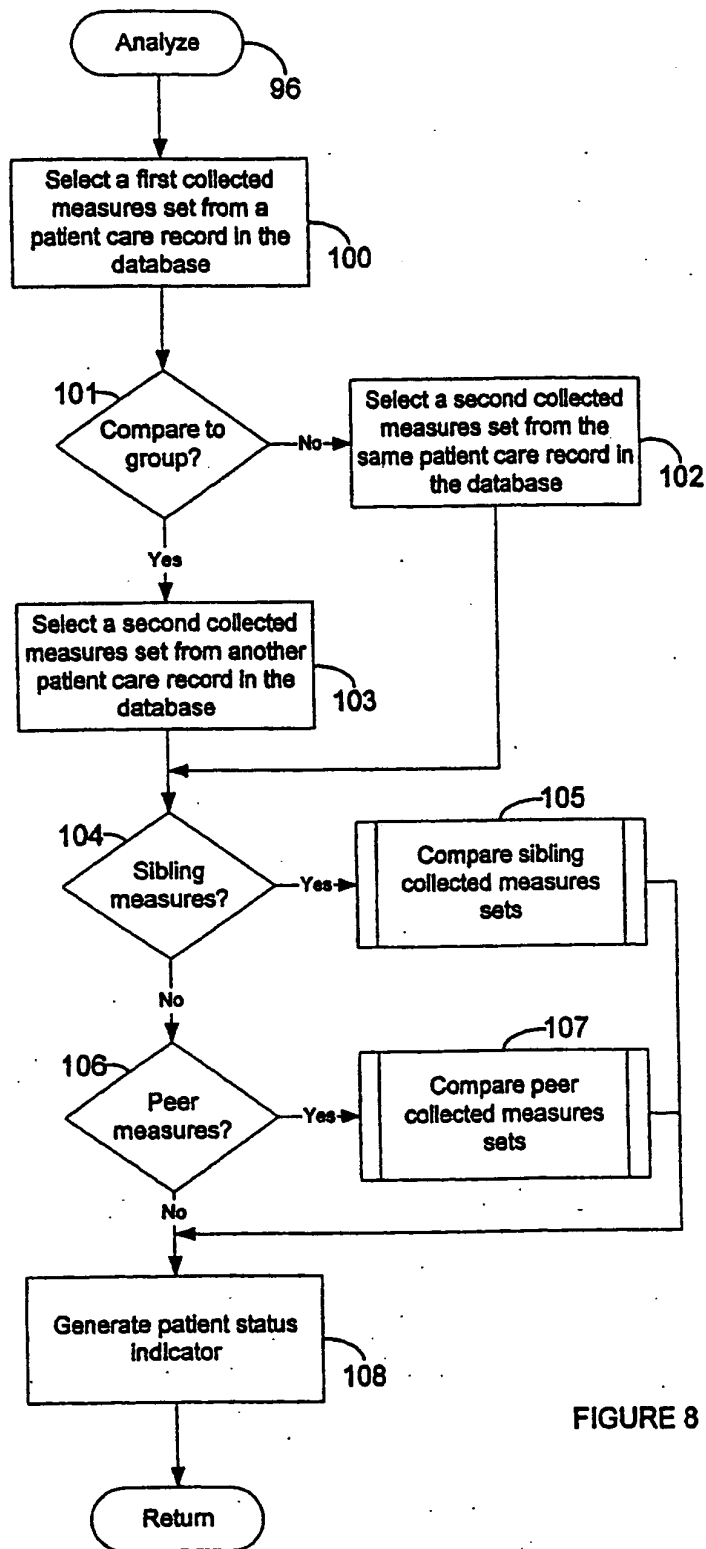 Analyze
96
Select a first collected
measures set from a
patient care record in the
database
100
101
Compare to
group?
No
Select a second collected
measures set from the
same patient care record in
the database
102
Yes
Select a second collected
measures set from another
patient care record in the
database
103
104
Sibling
measures?
Yes
105
Compare sibling
collected measures
sets
No
106
Peer
measures?
Yes
107
Compare peer
collected measures
sets
No
Generate patient status
indicator
108
FIGURE 8
Return